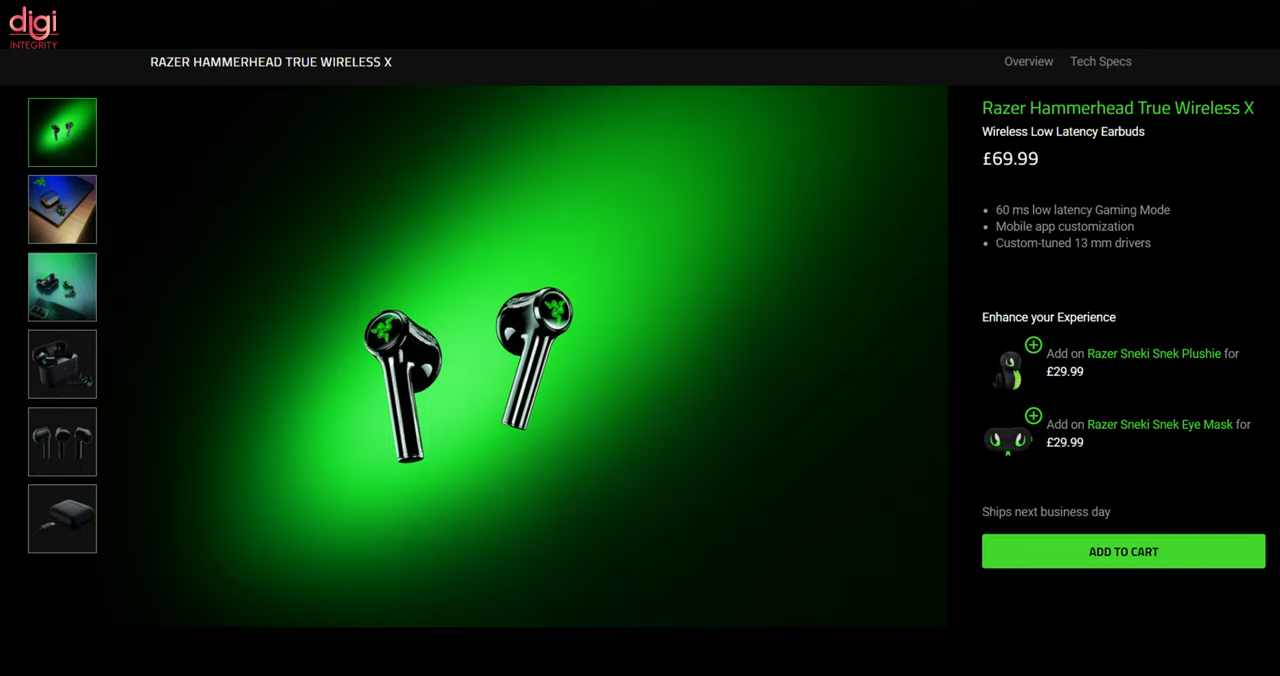 digi
INTEGRITY
RAZER HAMMERHEAD TRUE WIRELESS X
Overview
Tech Specs
Razer Hammerhead True Wireless X
Wireless Low Latency Earbuds
£69.99
60 ms low latency Gaming Mode
Mobile app customization
Custom-tuned 13 mm drivers
Enhance your Experience
Add on Razer Sneki Snek Plushie for
£29.99
Add on Razer Sneki Snek Eye Mask for
£29.99
Ships next business day
ADD TO CART